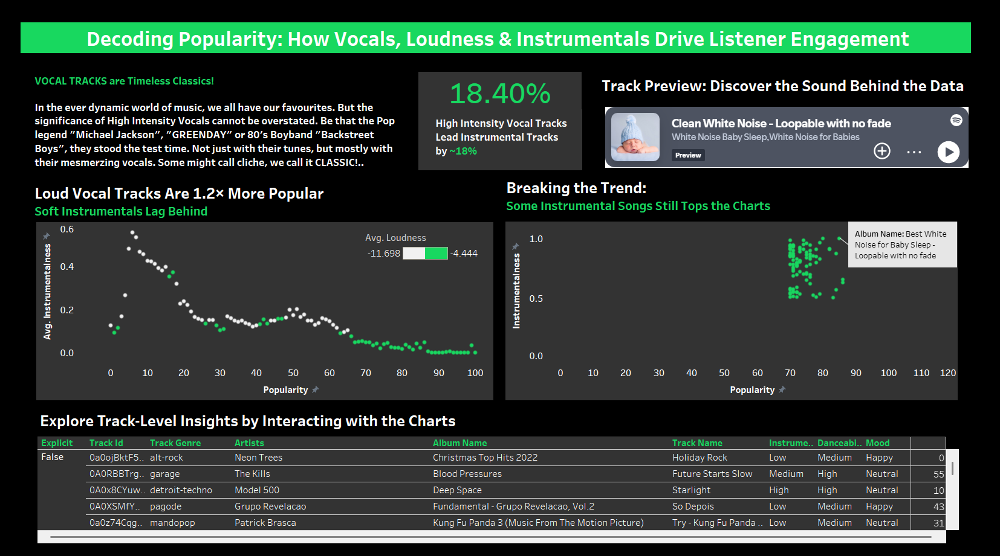 Decoding Popularity: How Vocals, Loudness & Instrumentals Drive Listener Engagement
VOCAL TRACKS are Timeless Classics!
In the ever dynamic world of music, we all have our favourites. But the
significance of High Intensity Vocals cannot be overstated. Be that the Pop
legend "Michael Jackson", "GREENDAY" or 80's Boyband "Backstreet
Boys", they stood the test time. Not just with their tunes, but mostly with
their mesmerzing vocals. Some might call cliche, we call it CLASSIC!..
18.40%
High Intensity Vocal Tracks
Lead Instrumental Tracks
by ~18%
Track Preview: Discover the Sound Behind the Data
Clean White Noise - Loopable with no fade
White Noise Baby Sleep,White Noise for Babies
Preview
Loud Vocal Tracks Are 1.2× More Popular
Soft Instrumentals Lag Behind
Avg. Instrumentalness
0.6
0.4
0.2
0.0
Avg. Loudness
-11.698 -4.444
0 10 20 30 40 50 60 70 80 90 100
Popularity
Breaking the Trend:
Some Instrumental Songs Still Tops the Charts
Instrumentalness
1.0
0.5
0.0
Album Name: Best White
Noise for Baby Sleep -
Loopable with no fade
0 10 20 30 40 50 60 70 80 90 100 110 120
Popularity
Explore Track-Level Insights by Interacting with the Charts
Explicit Track Id Track Genre Artists Album Name Track Name Instrume.. Danceabi.. Mood
False 0a0ojBktF5.. alt-rock Neon Trees Christmas Top Hits 2022 Holiday Rock Low Medium Happy 0
0A0RBBTrg.. garage The Kills Blood Pressures Future Starts Slow Medium High Neutral 55
0A0x8CYuw.. detroit-techno Model 500 Deep Space Starlight High High Neutral 10
0A0XSMfY.. pagode Grupo Revelacao Fundamental - Grupo Revelacao, Vol.2 So Depois Low Medium Happy 43
0a0z74Cqg.. mandopop Patrick Brasca Kung Fu Panda 3 (Music From The Motion Picture) Try - Kung Fu Panda .. Low Medium Neutral 31